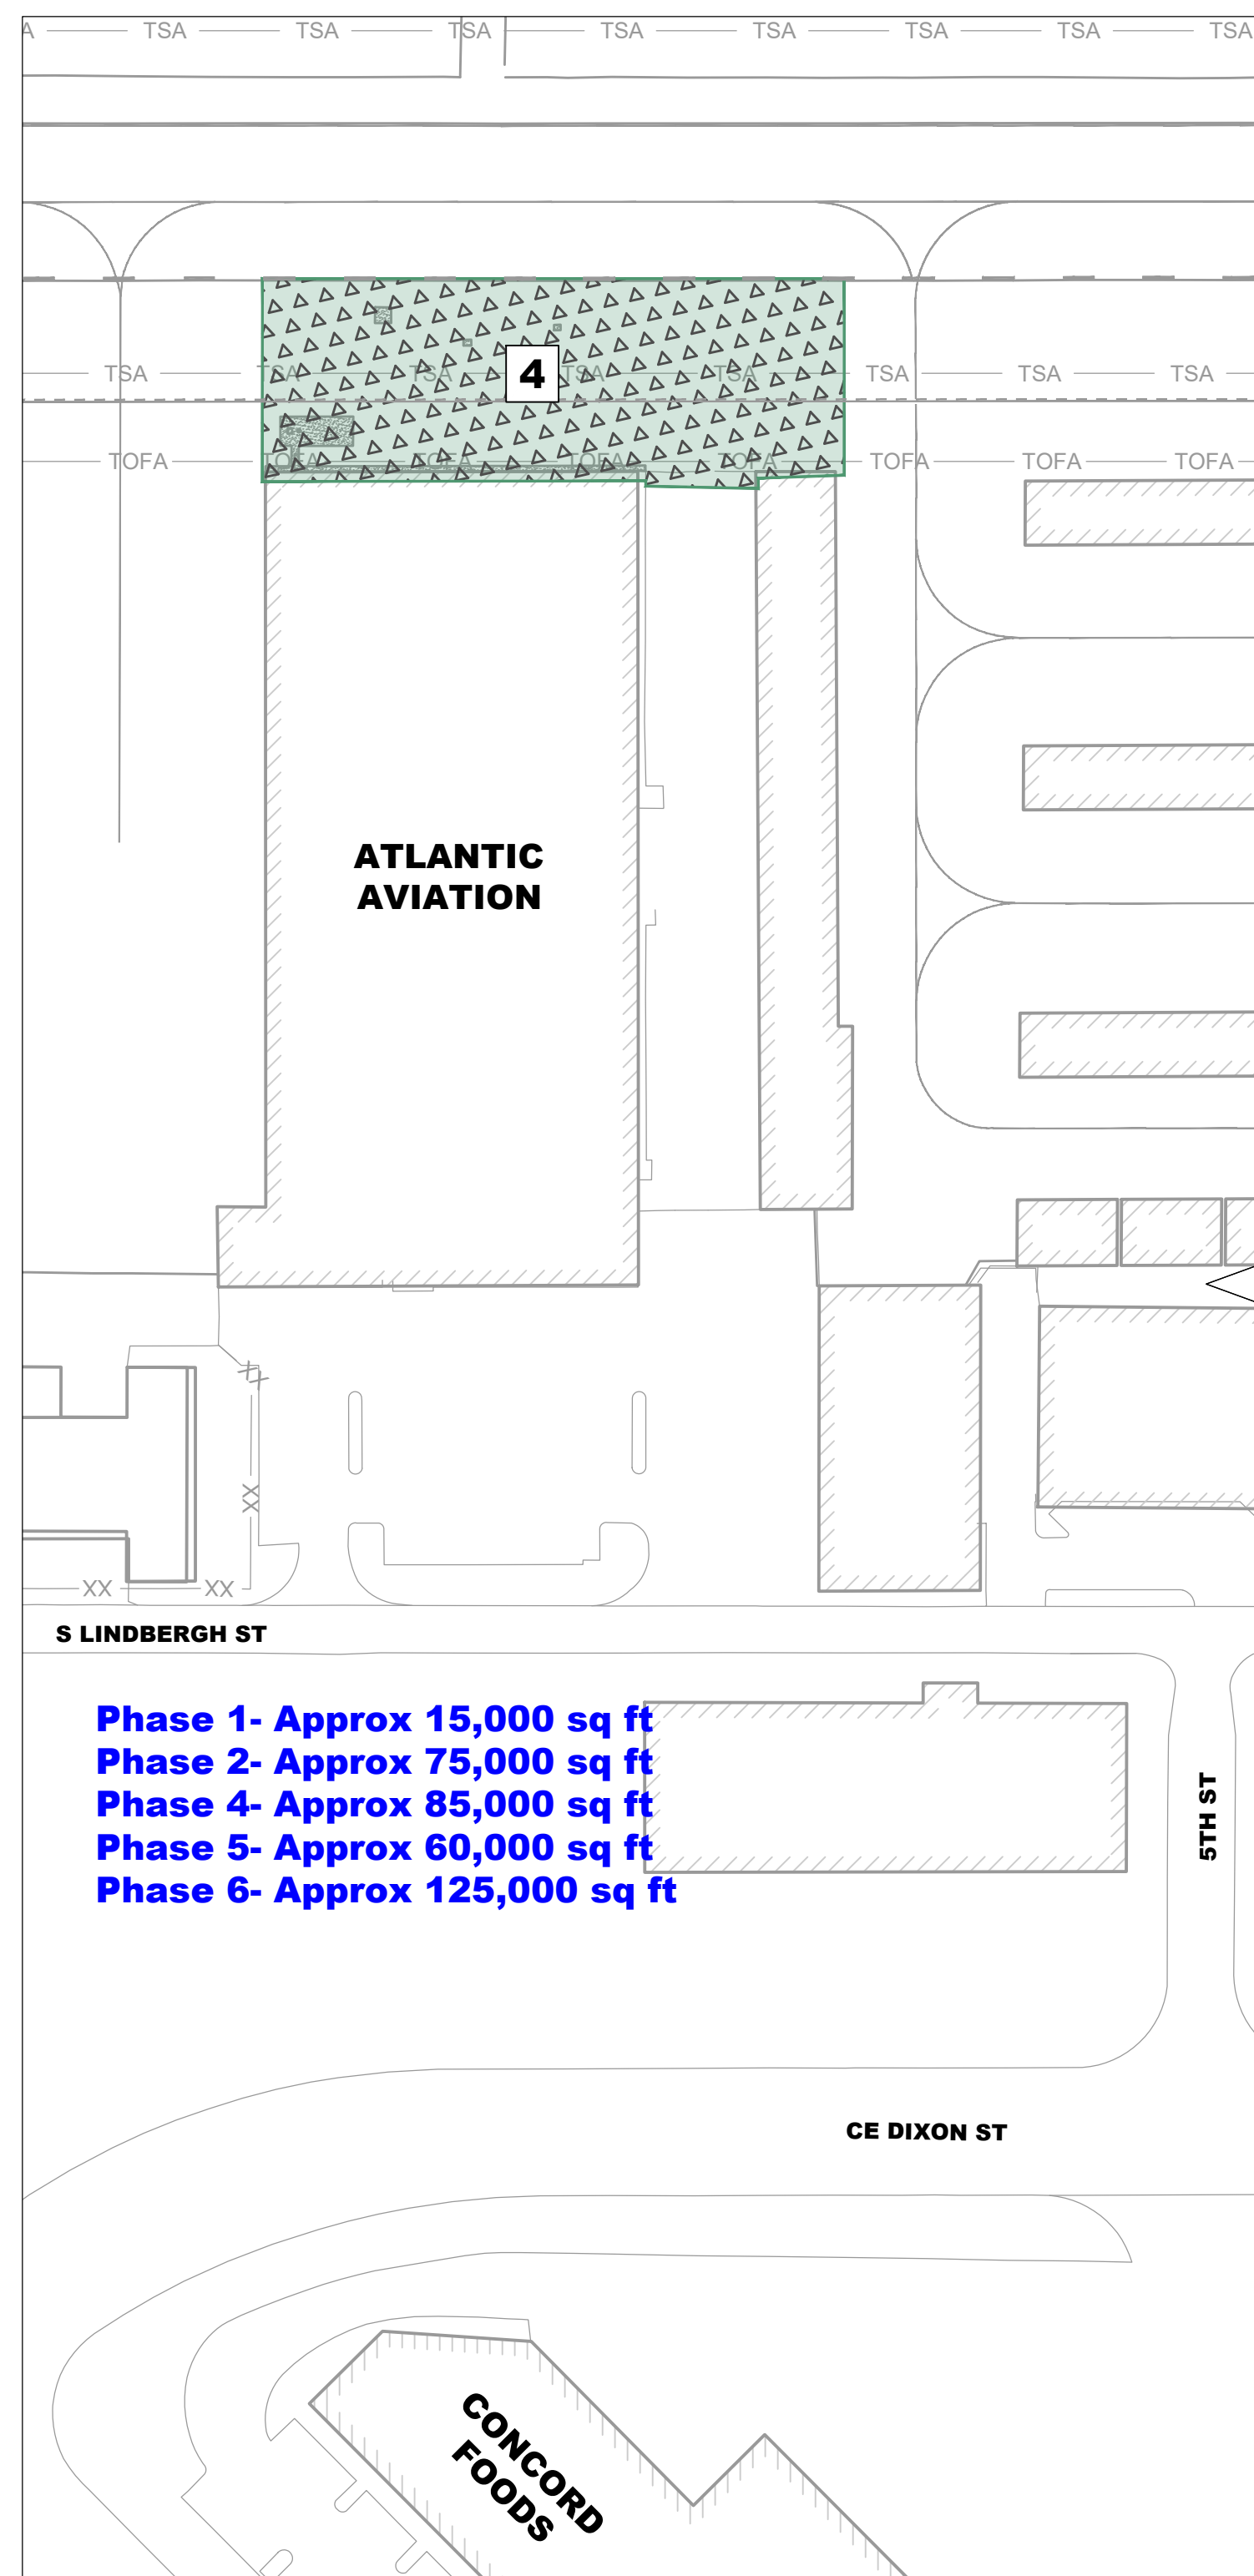 A TSA TSA TSA TSA TSA TSA TSA TSA
TSA TSA TSA TSA TSA TSA TSA TSA
4
TOFA TOFA TOFA TOFA TOFA TOFA TOFA TOFA
ATLANTIC
AVIATION
XX
XX XX
S LINDBERGH ST
Phase 1- Approx 15,000 sq ft
Phase 2- Approx 75,000 sq ft
Phase 4- Approx 85,000 sq ft
Phase 5- Approx 60,000 sq ft
Phase 6- Approx 125,000 sq ft
5TH ST
CE DIXON ST
CONCORD
FOODS